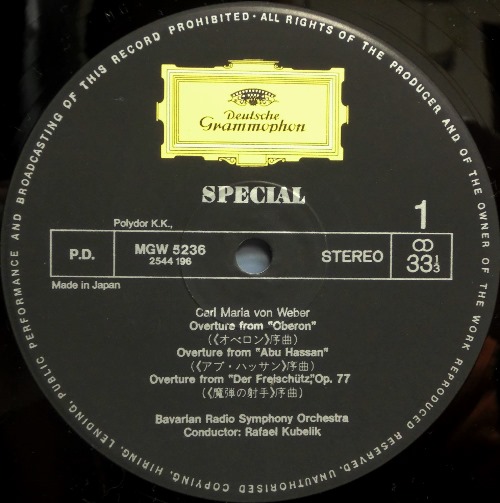 PUBLIC PERFORMANCE AND BROADCASTING OF THIS RECORD PROHIBITED · ALL RIGHTS OF THE PRODUCER AND OF THE OWNER OF THE WORK REPRODUCED RESERVED. UNAUTHORISED COPYING, HIRING, LENDING,
Deutsche
Grammophon
SPECIAL
1
Polydor K.K.,
P.D.
MGW 5236
2544 196
STEREO
33⅓
Made in Japan
Carl Maria von Weber
Overture from "Oberon"
(《オベロン》序曲)
Overture from "Abu Hassan"
(《アブ・ハッサン》序曲)
Overture from "Der Freischütz," Op. 77
(《魔弾の射手》序曲)
Bavarian Radio Symphony Orchestra
Conductor: Rafael Kubelik